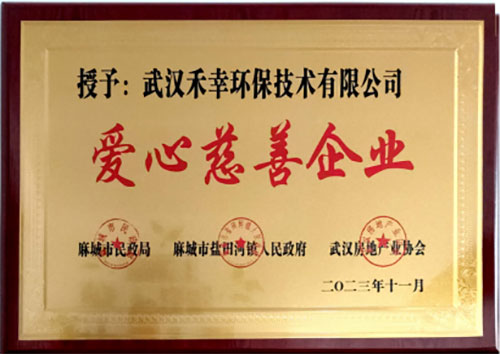 授予：武汉禾幸环保技术有限公司
爱心慈善企业
麻城市民政局 麻城市盐田河镇人民政府 武汉房地产业协会
二〇二三年十一月